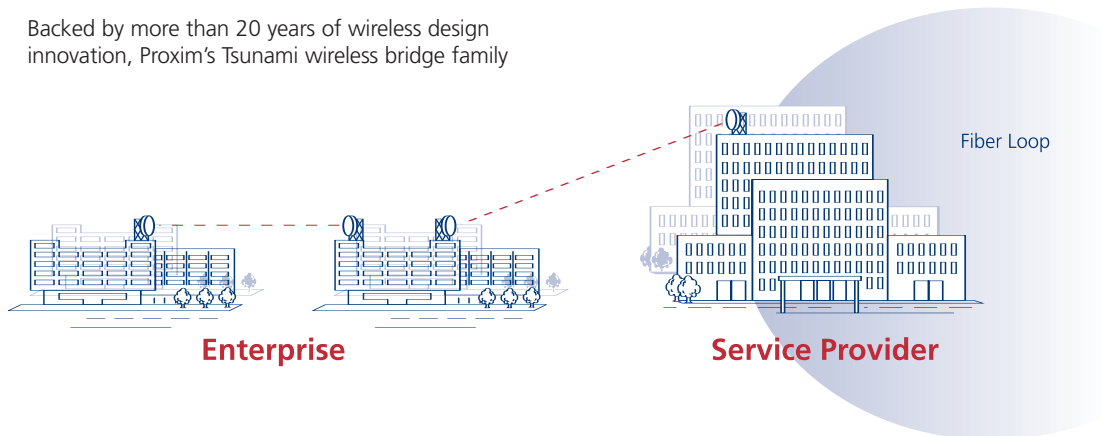 Backed by more than 20 years of wireless design
innovation, Proxim's Tsunami wireless bridge family
Fiber Loop
Enterprise
Service Provider